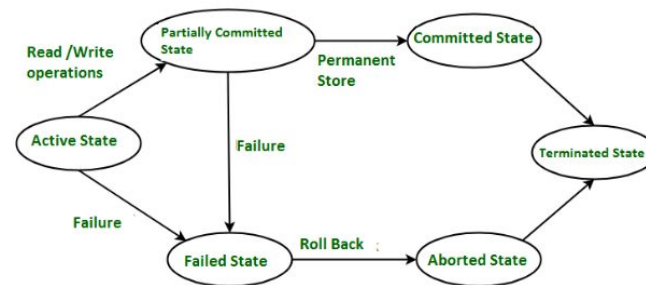 Partially Committed
State
Committed State
Read /Write
operations
Permanent
Store
Active State
Failure
Terminated State
Failure
Roll Back
Failed State
Aborted State